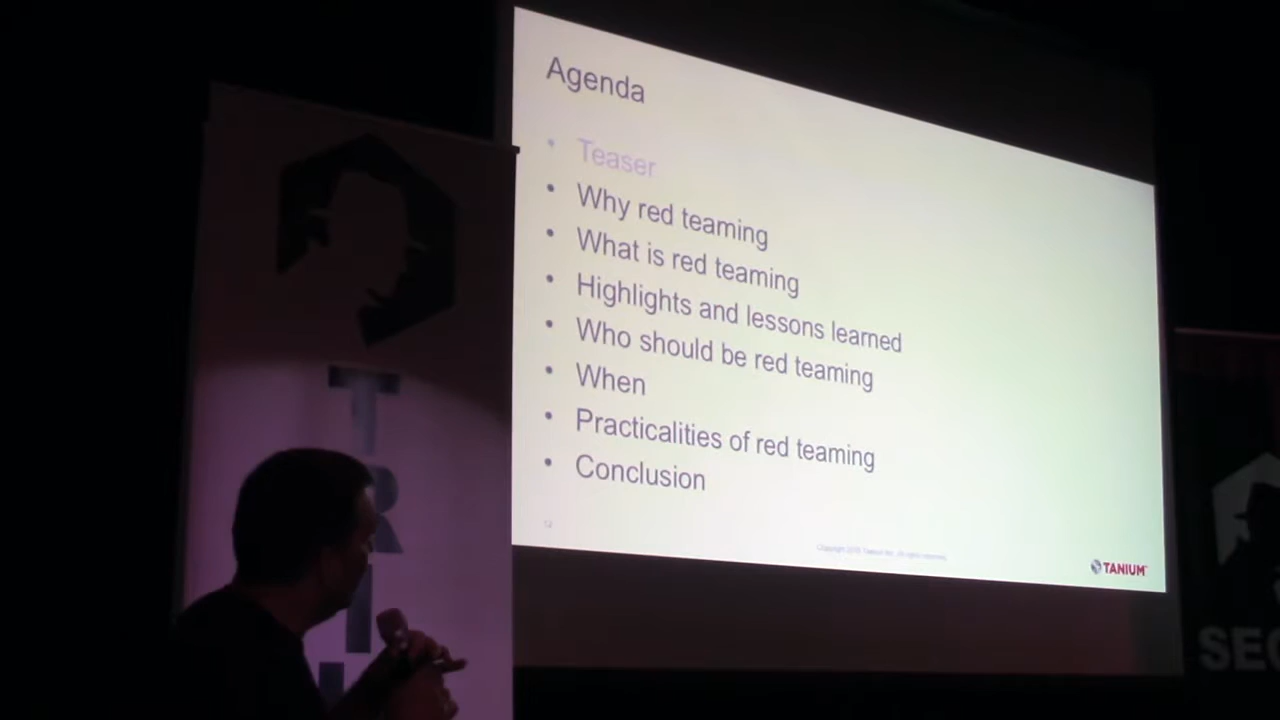 Agenda
• Teaser
• Why red teaming
• What is red teaming
• Highlights and lessons learned
• Who should be red teaming
• When
• Practicalities of red teaming
• Conclusion
TANIUM
T
R
I
SEC